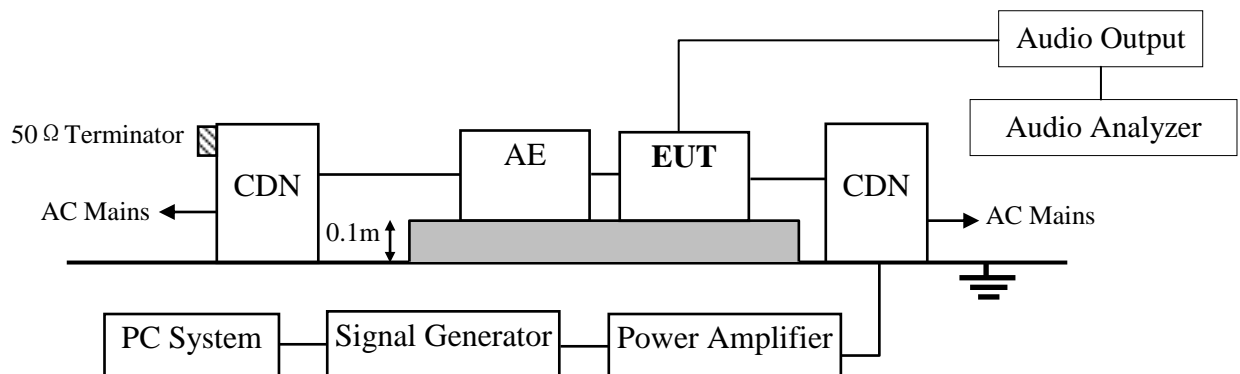 Audio Output
Audio Analyzer
50 Ω Terminator
CDN
AE
EUT
CDN
AC Mains
0.1m
AC Mains
PC System
Signal Generator
Power Amplifier